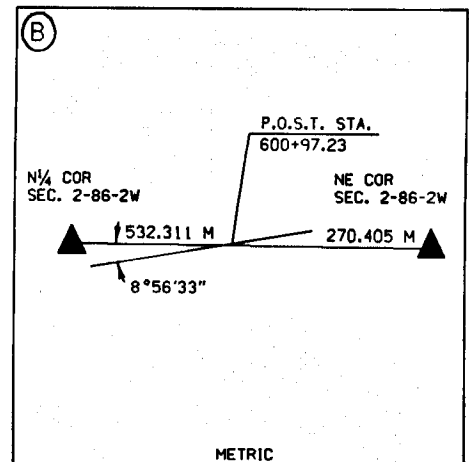 B
P.O.S.T. STA.
600+97.23
N¼ COR
SEC. 2-86-2W
NE COR
SEC. 2-86-2W
532.311 M
270.405 M
8°56'33"
METRIC